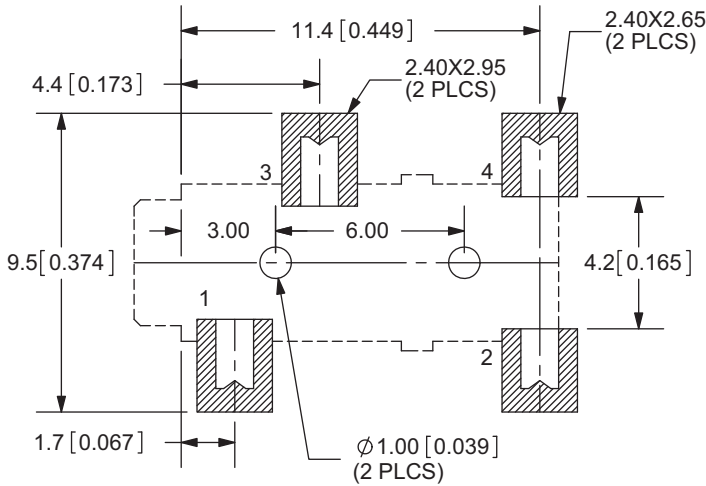 2.40X2.65
(2 PLCS)
11.4 [0.449]
4.4 [0.173]
2.40X2.95
(2 PLCS)
3
4
3.00
6.00
9.5 [0.374]
4.2 [0.165]
1
2
1.7 [0.067]
∅1.00 [0.039]
(2 PLCS)